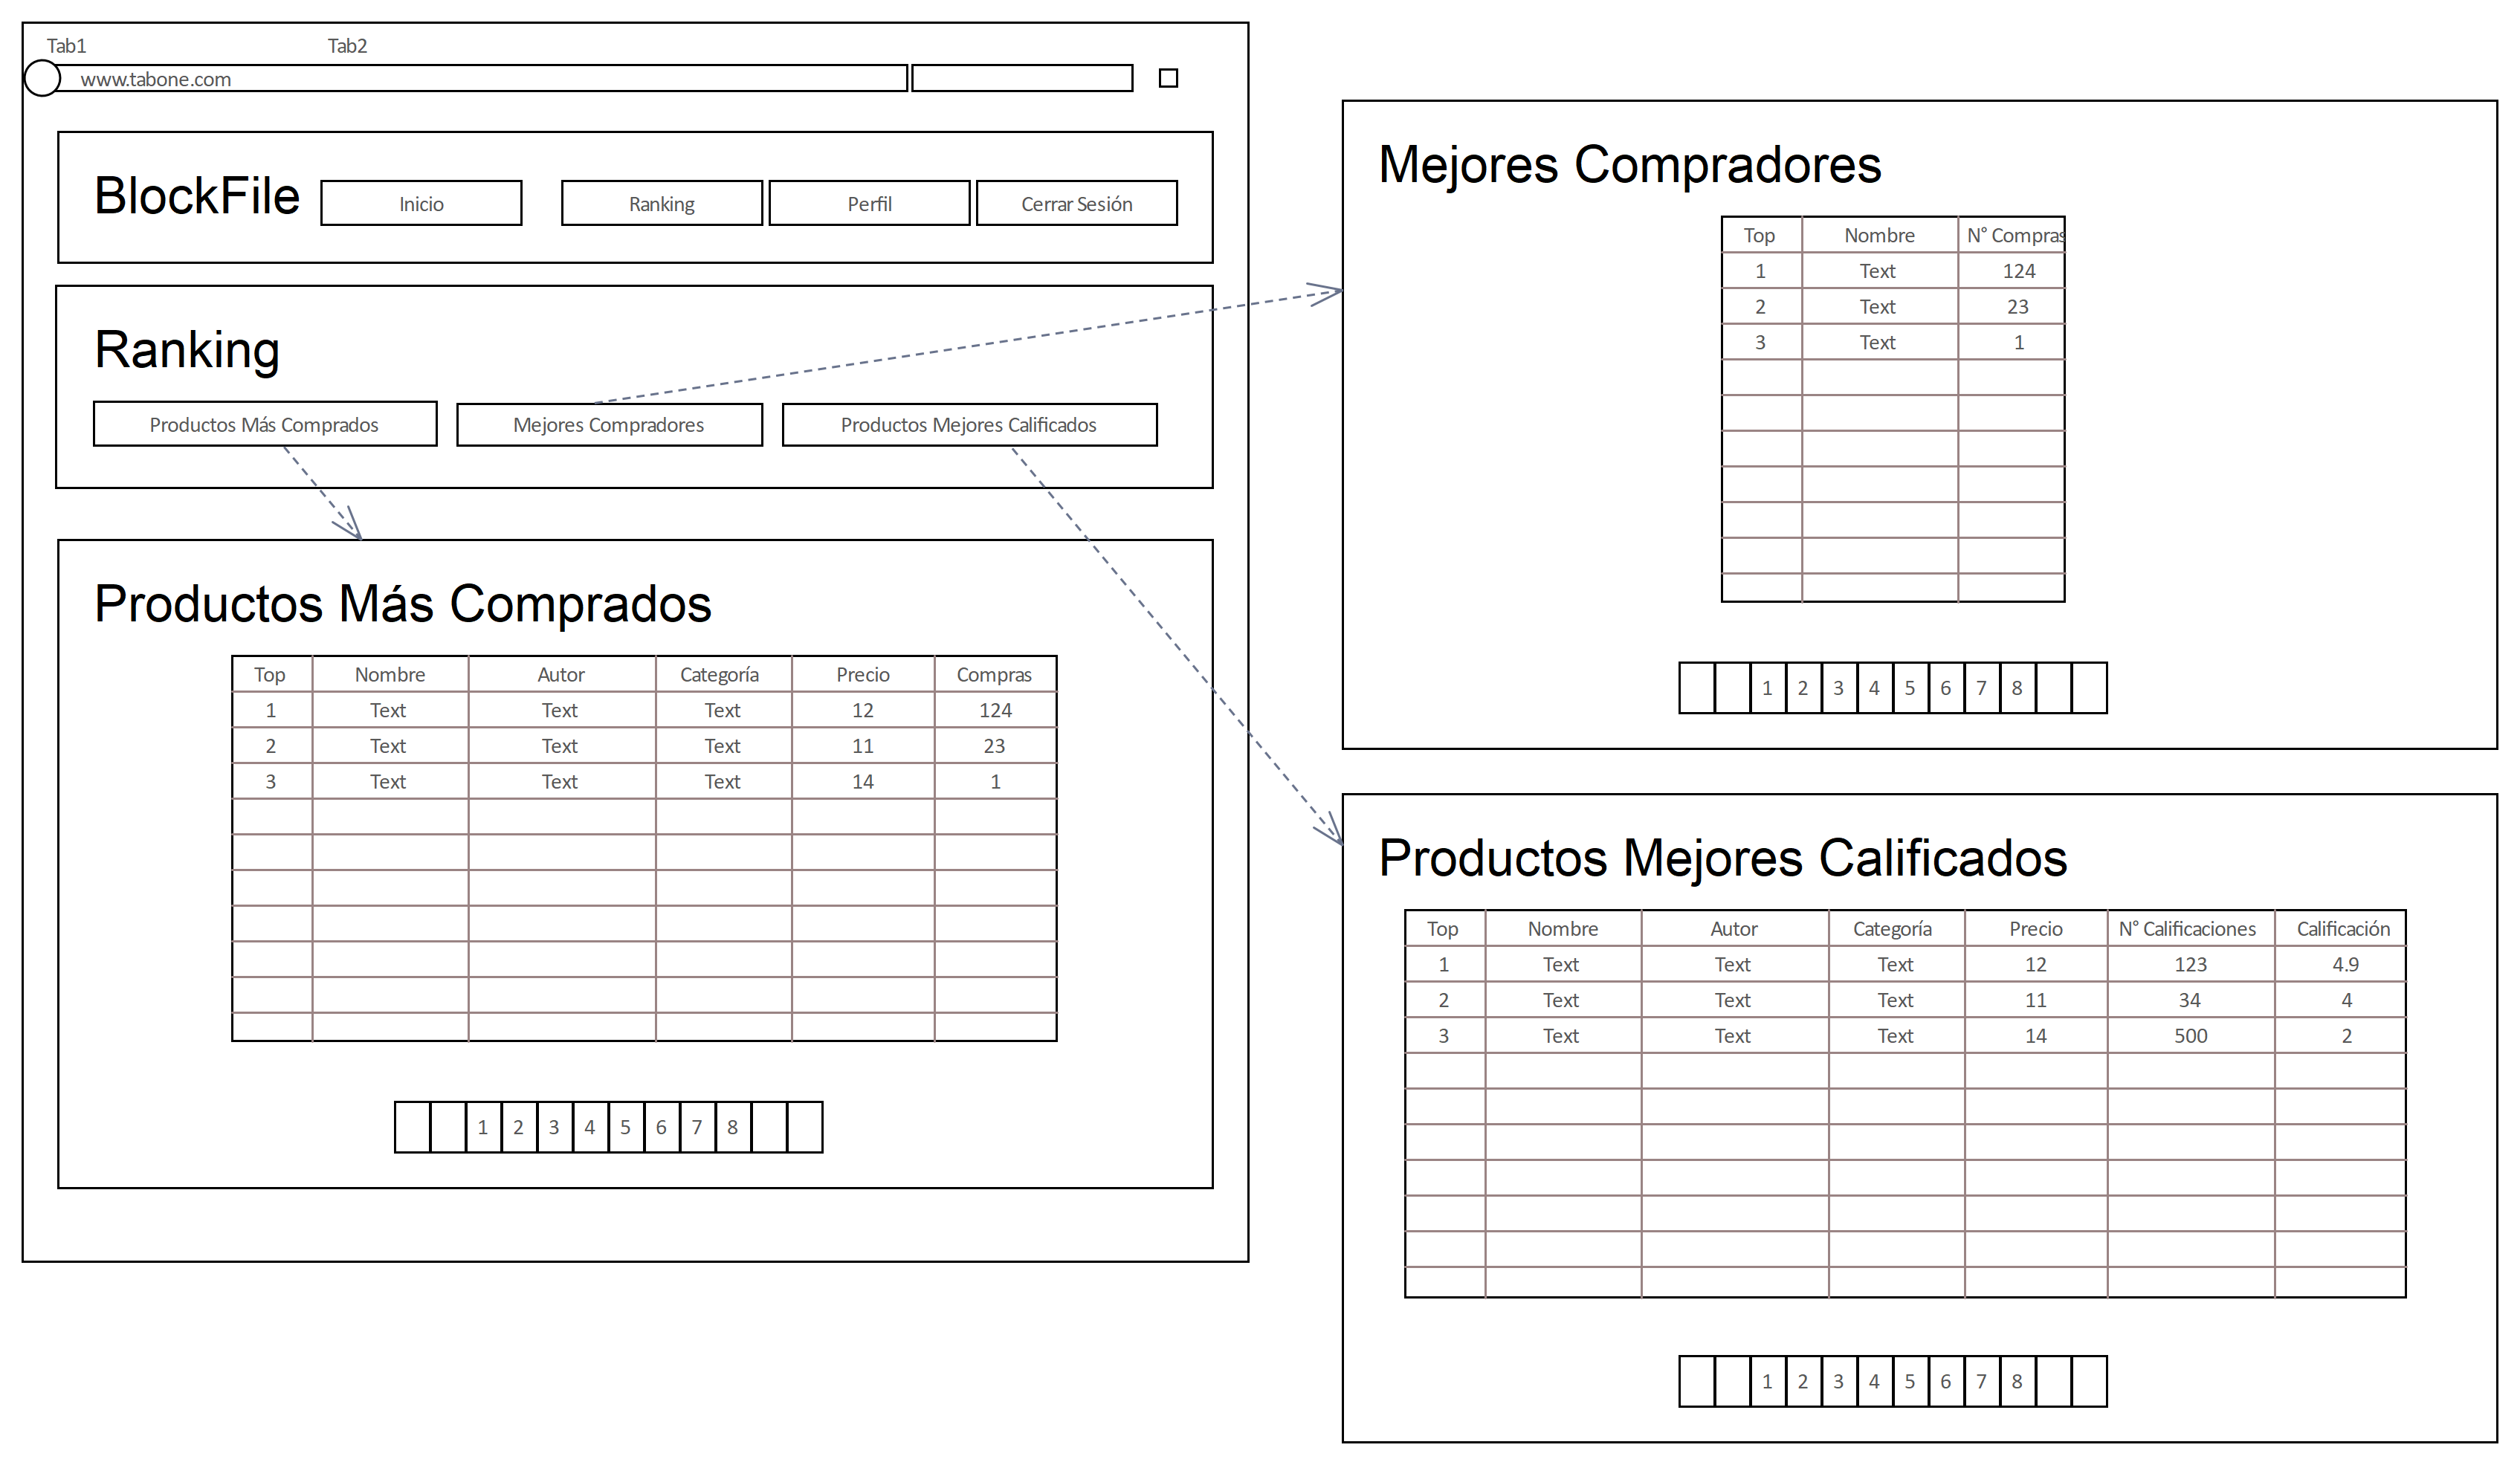 Tab1 Tab2
www.tabone.com
BlockFile Inicio Ranking Perfil Cerrar Sesión
Ranking
Productos Más Comprados Mejores Compradores Productos Mejores Calificados
Productos Más Comprados
Top Nombre Autor Categoría Precio Compras
1 Text Text Text 12 124
2 Text Text Text 11 23
3 Text Text Text 14 1
1 2 3 4 5 6 7 8
Mejores Compradores
Top Nombre N° Compras
1 Text 124
2 Text 23
3 Text 1
1 2 3 4 5 6 7 8
Productos Mejores Calificados
Top Nombre Autor Categoría Precio N° Calificaciones Calificación
1 Text Text Text 12 123 4.9
2 Text Text Text 11 34 4
3 Text Text Text 14 500 2
1 2 3 4 5 6 7 8